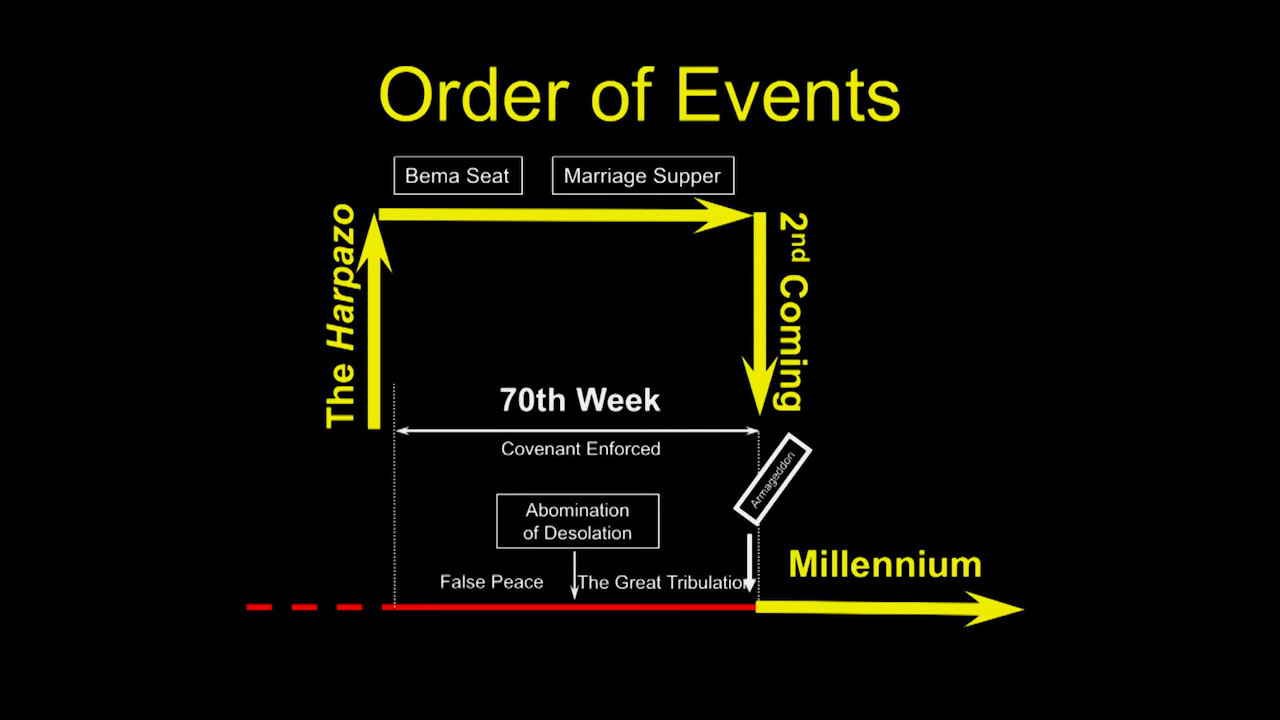 Order of Events
Bema Seat
Marriage Supper
The Harpazo
2nd Coming
70th Week
Covenant Enforced
Armageddon
Abomination
of Desolation
False Peace
The Great Tribulation
Millennium